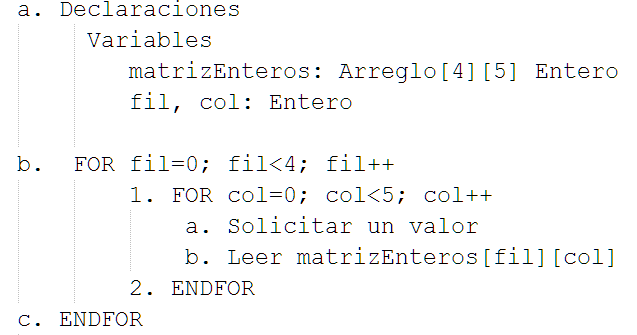 a. Declaraciones
Variables
matrizEnteros: Arreglo[4][5] Entero
fil, col: Entero
b. FOR fil=0; fil<4; fil++
1. FOR col=0; col<5; col++
a. Solicitar un valor
b. Leer matrizEnteros[fil][col]
2. ENDFOR
c. ENDFOR